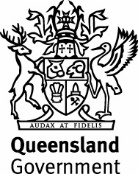 AUDAX AT FIDELIS
Queensland
Government